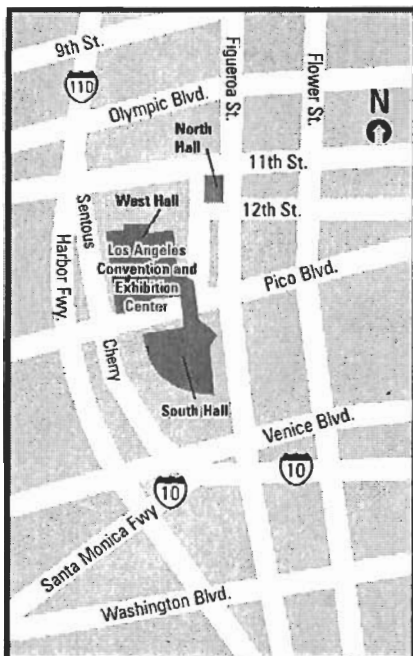 9th St.
110
Olympic Blvd.
Figueroa St.
Flower St.
N
North
Hall
11th St.
12th St.
Sentous
West Hall
Los Angeles
Convention and
Exhibition
Center
Harbor Fwy.
Pico Blvd.
Cherry
South Hall
Venice Blvd.
10
10
Santa Monica Fwy
Washington Blvd.